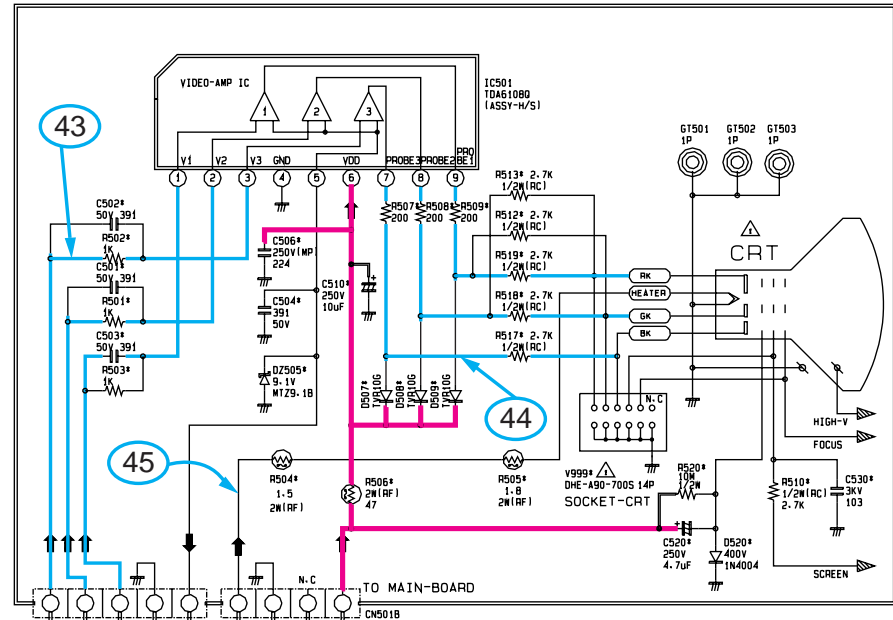 VIDEO-AMP IC
IC501
TDA6108Q
(ASSY-H/S)
1
2
3
43
V1
V2
V3
GND
VDD
PROBE3
PROBE2
PRO
BE1
1
2
3
4
5
6
7
8
9
GT501
1P
GT502
1P
GT503
1P
C502*
50V 391
R502*
1K
C501*
50V 391
R501*
1K
C503*
50V 391
R503*
1K
C506*
250V(MP)
224
C504*
391
50V
DZ505*
9.1V
MTZ9.1B
C510*
250V
10uF
+
R507*
200
R508*
200
R509*
200
R513* 2.7K
1/2W(RC)
R512* 2.7K
1/2W(RC)
R519* 2.7K
1/2W(RC)
R518* 2.7K
1/2W(RC)
R517* 2.7K
1/2W(RC)
CRT
RK
HEATER
GK
BK
D507*
TVR10G
D508*
TVR10G
D509*
TVR10G
44
45
N.C
V999*
DHE-A90-700S 14P
SOCKET-CRT
HIGH-V
FOCUS
SCREEN
R504*
1.5
2W(RF)
R506*
2W(RF)
47
R505*
1.8
2W(RF)
R520*
10M
1/2W
R510*
1/2W(RC)
2.7K
C530*
3KV
103
+
C520*
250V
4.7uF
D520*
400V
1N4004
N.C
TO MAIN-BOARD
CN501B